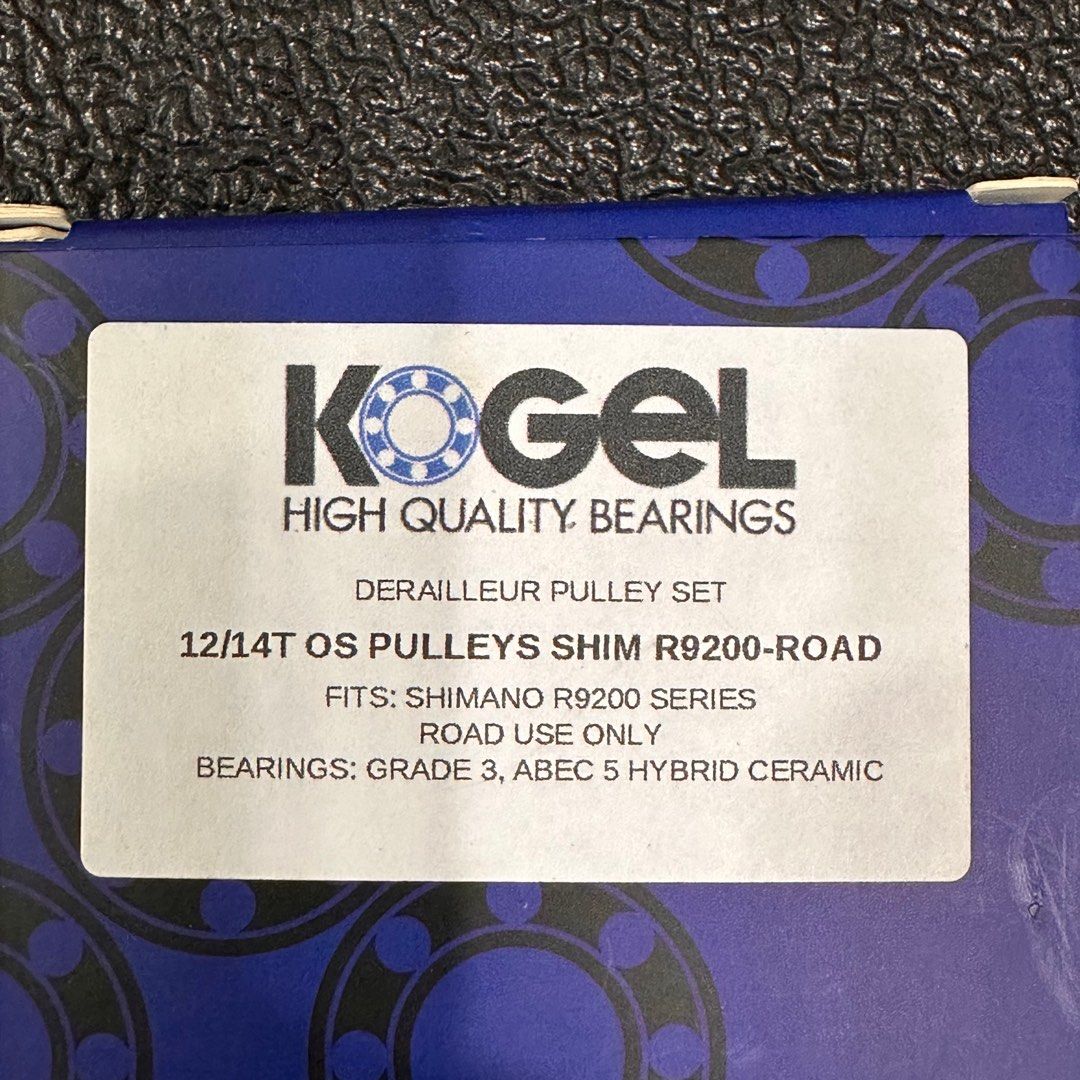 KOGEL
HIGH QUALITY BEARINGS
DERAILLEUR PULLEY SET
12/14T OS PULLEYS SHIM R9200-ROAD
FITS: SHIMANO R9200 SERIES
ROAD USE ONLY
BEARINGS: GRADE 3, ABEC 5 HYBRID CERAMIC